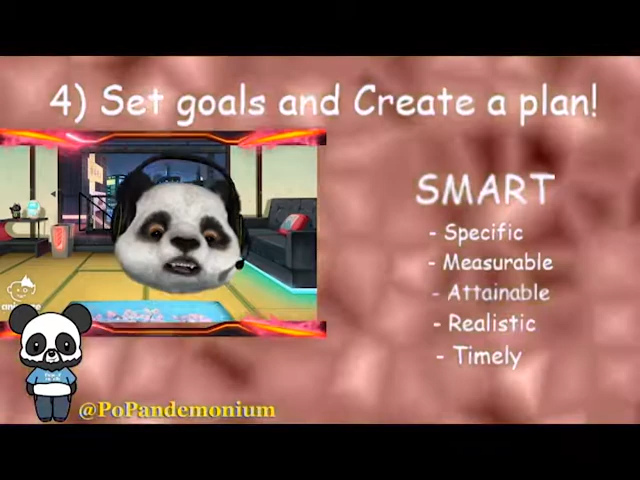 4) Set goals and Create a plan!
SMART
- Specific
- Measurable
- Attainable
- Realistic
- Timely
@PoPandemonium